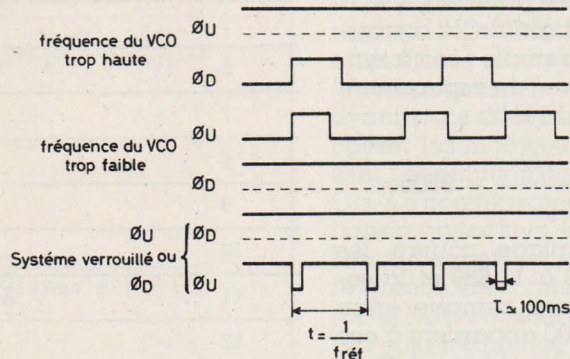 fréquence du VCO
trop haute
ØU
ØD
fréquence du VCO
trop faible
ØU
ØD
Systéme verrouillé
ØU
ou
ØD
ØD
ØU
τ ≃ 100ms
t = 1
fréf